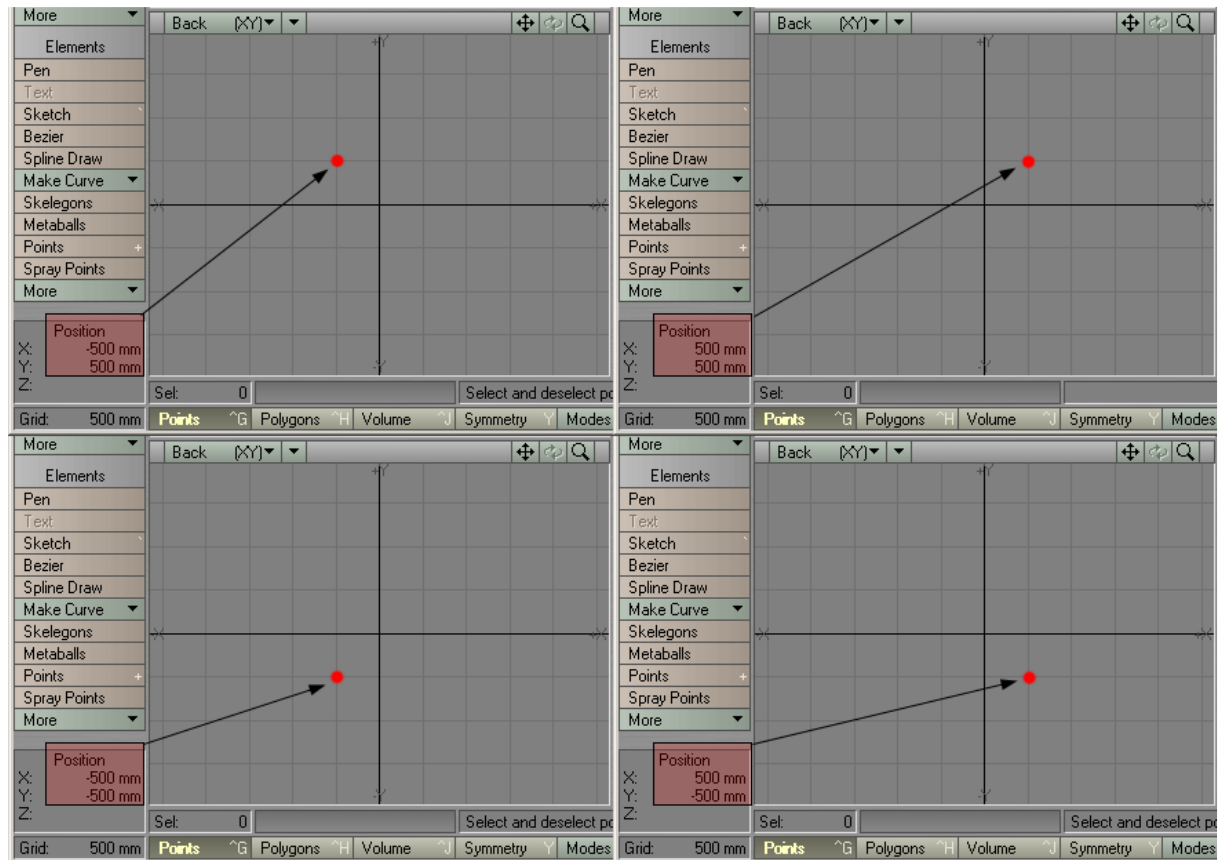 More
Back (XY)
+Y
Elements
Pen
Text
Sketch `
Bezier
Spline Draw
Make Curve
-X +X
Skelegons
Metaballs
Points +
Spray Points
More
Position
X: -500 mm
Y: 500 mm
-Y
Z:
Sel: 0 Select and deselect po
Grid: 500 mm Points ^G Polygons ^H Volume ^J Symmetry Y Modes
More
Back (XY)
+Y
Elements
Pen
Text
Sketch `
Bezier
Spline Draw
Make Curve
-X +X
Skelegons
Metaballs
Points +
Spray Points
More
Position
X: 500 mm
Y: 500 mm
-Y
Z:
Sel: 0
Grid: 500 mm Points ^G Polygons ^H Volume ^J Symmetry Y Modes
More
Back (XY)
+Y
Elements
Pen
Text
Sketch `
Bezier
Spline Draw
Make Curve
-X +X
Skelegons
Metaballs
Points +
Spray Points
More
Position
X: -500 mm
Y: -500 mm
-Y
Z:
Sel: 0 Select and deselect po
Grid: 500 mm Points ^G Polygons ^H Volume ^J Symmetry Y Modes
More
Back (XY)
+Y
Elements
Pen
Text
Sketch `
Bezier
Spline Draw
Make Curve
-X +X
Skelegons
Metaballs
Points +
Spray Points
More
Position
X: 500 mm
Y: -500 mm
-Y
Z:
Sel: 0 Select and deselect po
Grid: 500 mm Points ^G Polygons ^H Volume ^J Symmetry Y Modes